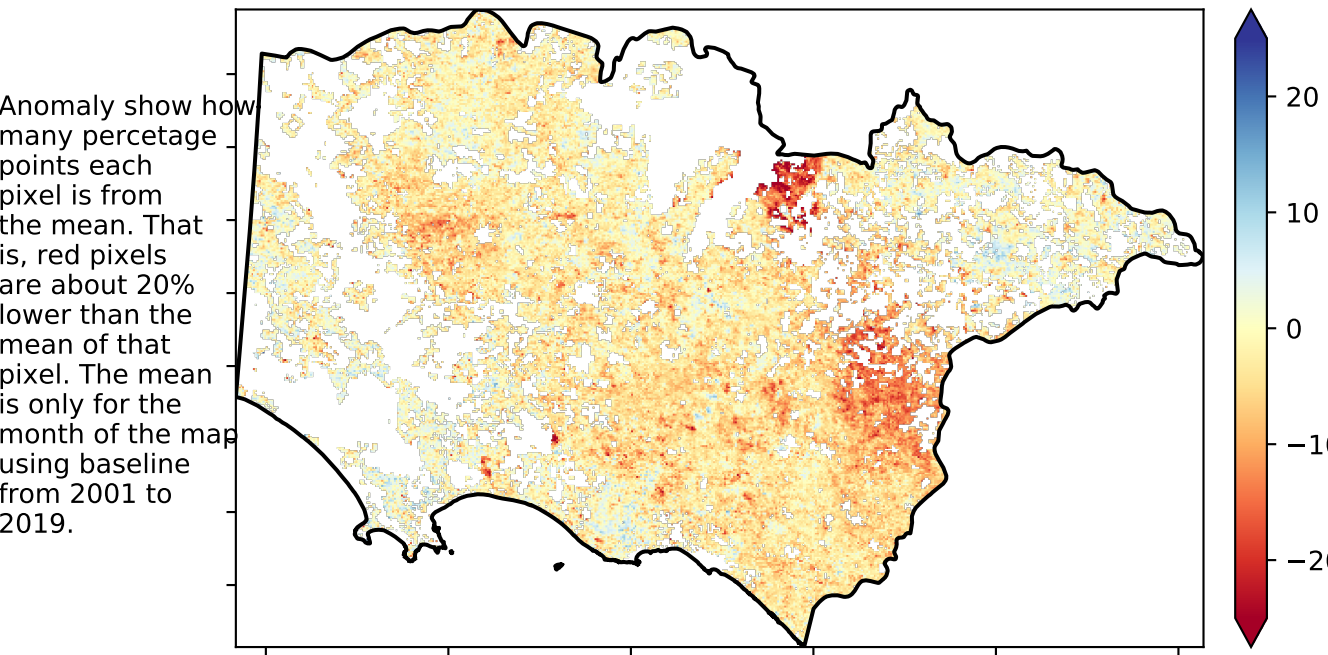 Anomaly show how
many percetage
points each
pixel is from
the mean. That
is, red pixels
are about 20%
lower than the
mean of that
pixel. The mean
is only for the
month of the map
using baseline
from 2001 to
2019.
20
10
0
−10
−20